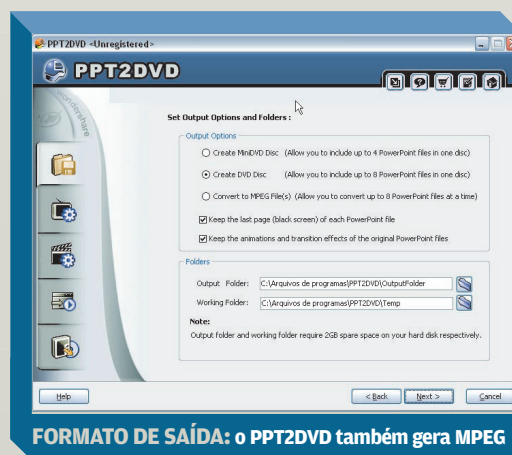 PPT2DVD <Unregistered>
PPT2DVD
wondershare
Set Output Options and Folders :
Output Options
Create MiniDVD Disc (Allow you to include up to 4 PowerPoint files in one disc)
Create DVD Disc (Allow you to include up to 8 PowerPoint files in one disc)
Convert to MPEG File(s) (Allow you to convert up to 8 PowerPoint files at a time)
Keep the last page (black screen) of each PowerPoint file
Keep the animations and transition effects of the original PowerPoint files
Folders
Output Folder: C:\Arquivos de programas\PPT2DVD\OutputFolder
Working Folder: C:\Arquivos de programas\PPT2DVD\Temp
Note:
Output folder and working folder require 2GB spare space on your hard disk respectively.
Help < Back Next > Cancel
FORMATO DE SAÍDA: o PPT2DVD também gera MPEG